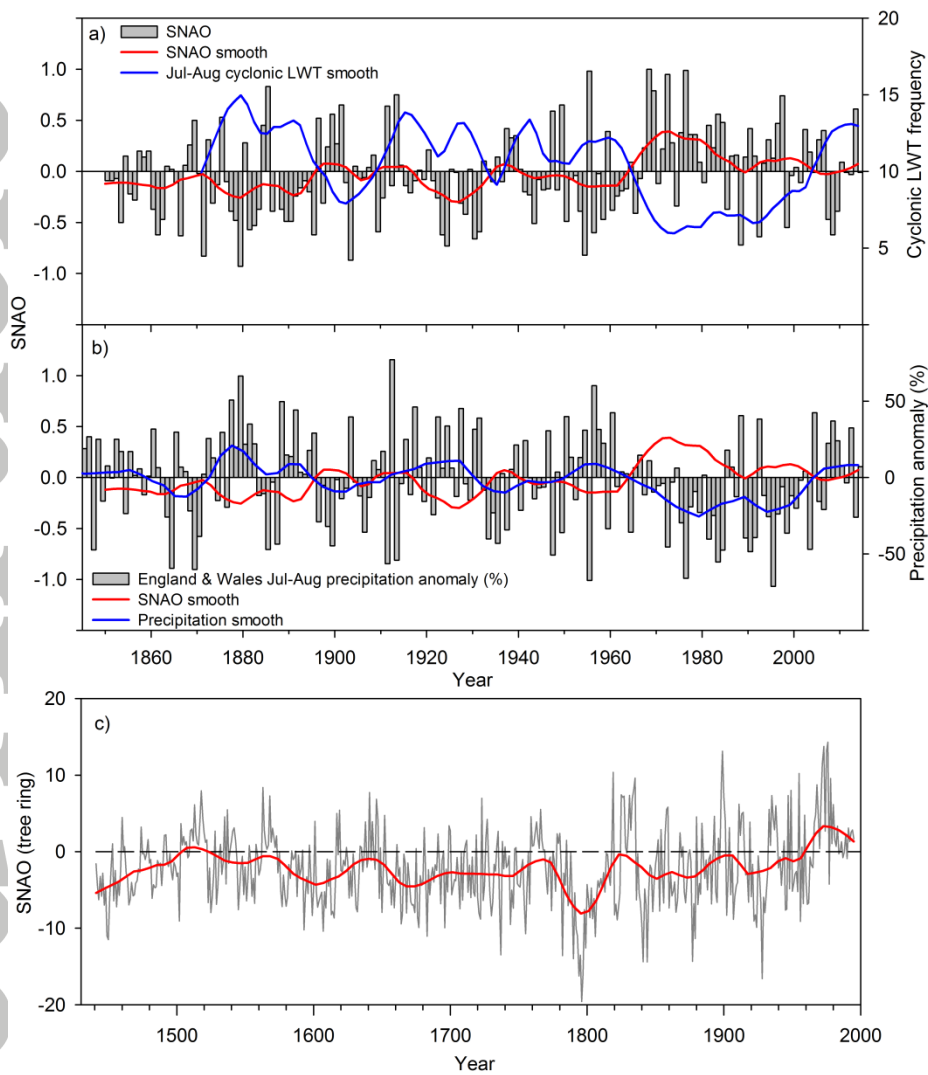 a)
SNAO
SNAO smooth
Jul-Aug cyclonic LWT smooth
1.0
0.5
0.0
-0.5
-1.0
20
15
10
5
Cyclonic LWT frequency
SNAO
b)
1.0
0.5
0.0
-0.5
-1.0
50
0
-50
Precipitation anomaly (%)
England & Wales Jul-Aug precipitation anomaly (%)
SNAO smooth
Precipitation smooth
1860 1880 1900 1920 1940 1960 1980 2000
Year
c)
20
10
0
-10
-20
SNAO (tree ring)
1500 1600 1700 1800 1900 2000
Year